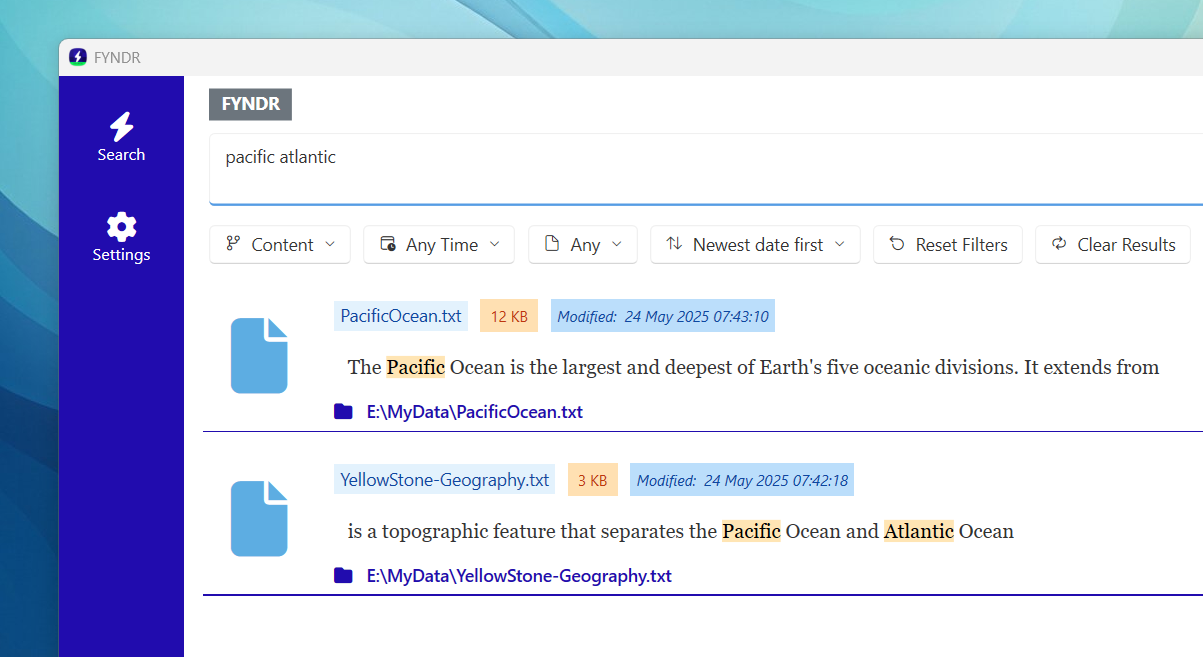 FYNDR
FYNDR
Search
Settings
pacific atlantic
Content Any Time Any Newest date first Reset Filters Clear Results
PacificOcean.txt 12 KB Modified: 24 May 2025 07:43:10
The Pacific Ocean is the largest and deepest of Earth's five oceanic divisions. It extends from
E:\MyData\PacificOcean.txt
YellowStone-Geography.txt 3 KB Modified: 24 May 2025 07:42:18
is a topographic feature that separates the Pacific Ocean and Atlantic Ocean
E:\MyData\YellowStone-Geography.txt